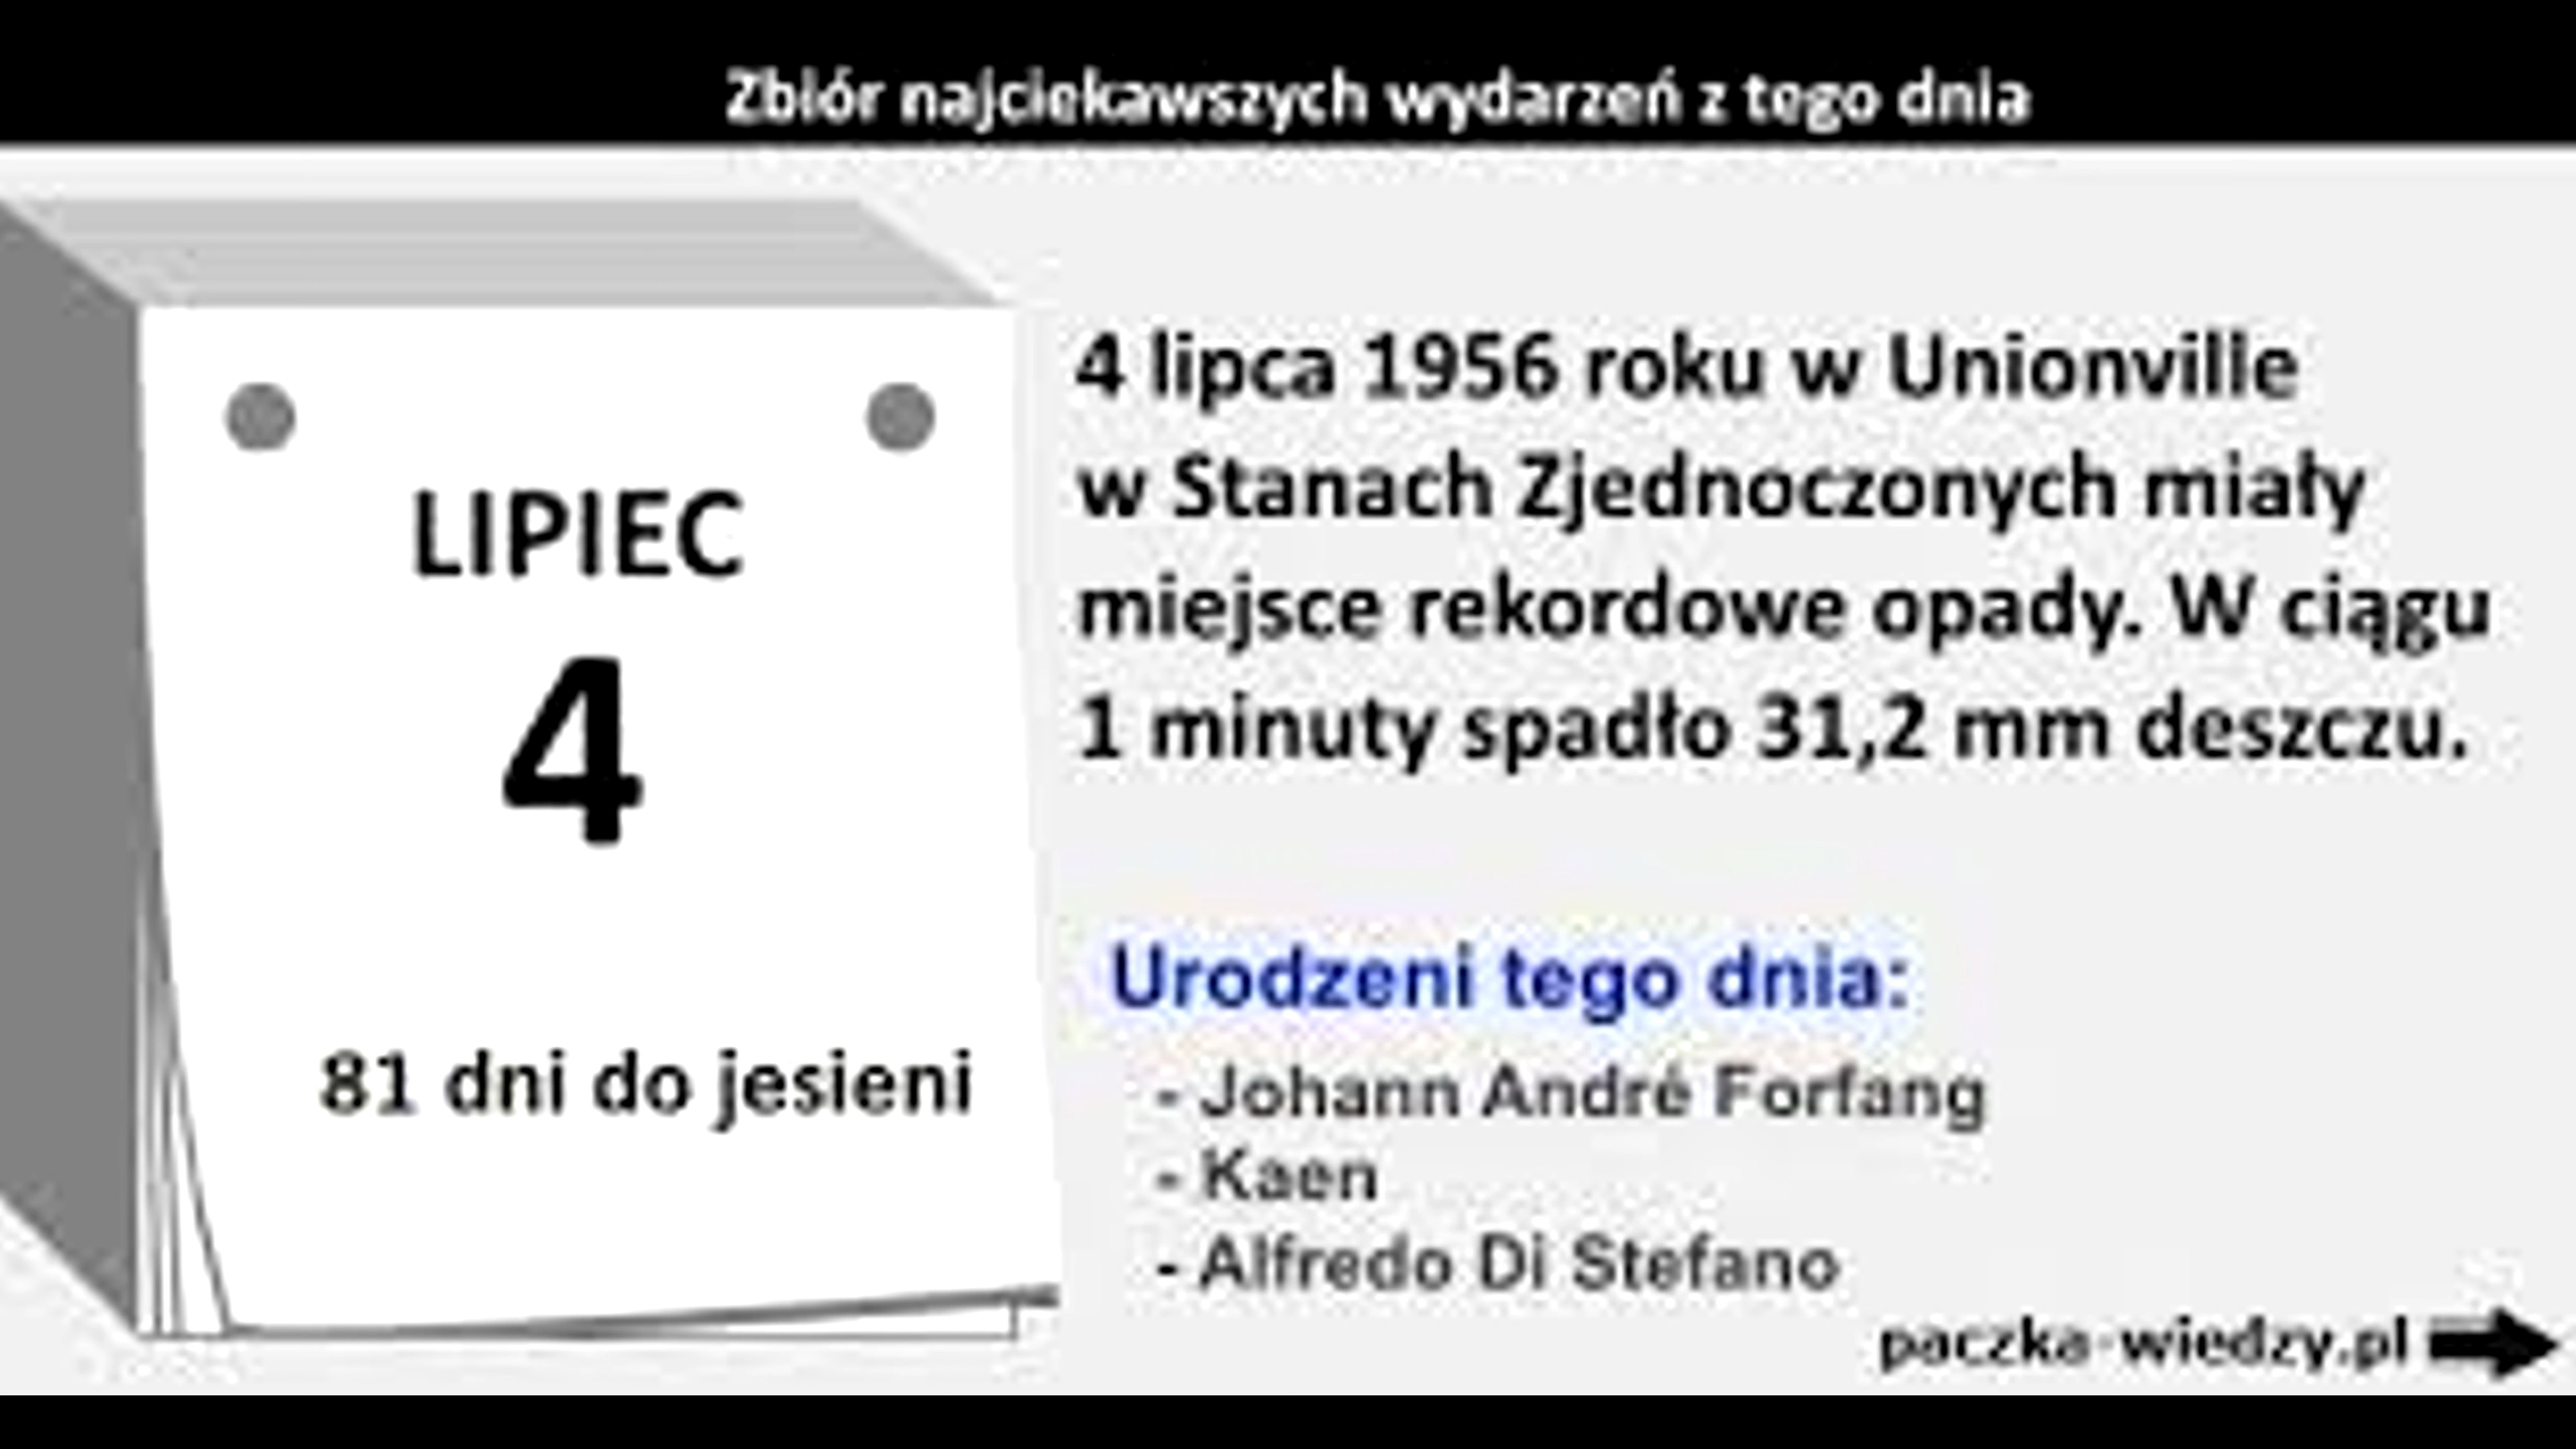 Zbiór najciekawszych wydarzeń z tego dnia
LIPIEC
4
81 dni do jesieni
4 lipca 1956 roku w Unionville
w Stanach Zjednoczonych miały
miejsce rekordowe opady. W ciągu
1 minuty spadło 31,2 mm deszczu.
Urodzeni tego dnia:
- Johann André Forfang
- Kaen
- Alfredo Di Stefano
paczka-wiedzy.pl